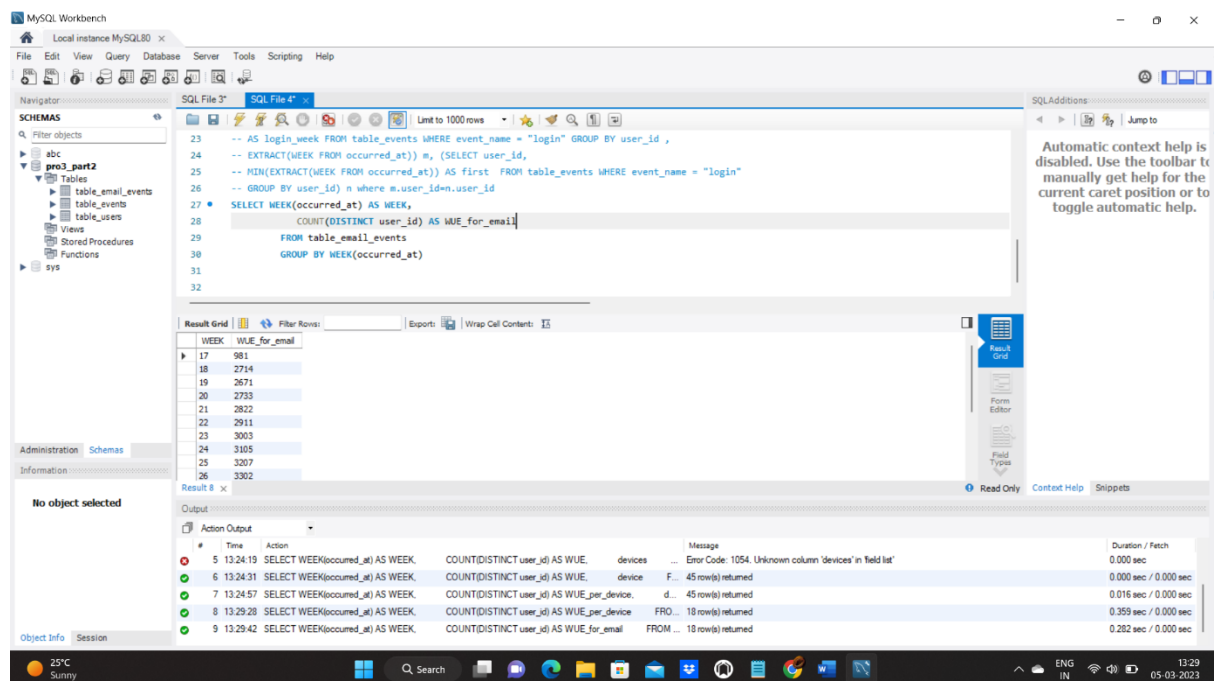 MySQL Workbench
Local instance MySQL80 ×
File Edit View Query Database Server Tools Scripting Help
Navigator
SCHEMAS
Filter objects
abc
pro3_part2
Tables
table_email_events
table_events
table_users
Views
Stored Procedures
Functions
sys
Administration Schemas
Information
No object selected
Object Info Session
SQL File 3* SQL File 4* ×
Limit to 1000 rows
23 -- AS login_week FROM table_events WHERE event_name = "login" GROUP BY user_id ,
24 -- EXTRACT(WEEK FROM occurred_at)) m, (SELECT user_id,
25 -- MIN(EXTRACT(WEEK FROM occurred_at)) AS first FROM table_events WHERE event_name = "login"
26 -- GROUP BY user_id) n where m.user_id=n.user_id
27 SELECT WEEK(occurred_at) AS WEEK,
28 COUNT(DISTINCT user_id) AS WUE_for_email
29 FROM table_email_events
30 GROUP BY WEEK(occurred_at)
31
32
Result Grid Filter Rows: Export: Wrap Cell Content:
WEEK WUE_for_email
17 981
18 2714
19 2671
20 2733
21 2822
22 2911
23 3003
24 3105
25 3207
26 3302
Result Grid
Form Editor
Field Types
Result 8 × Read Only
SQLAdditions
Jump to
Automatic context help is
disabled. Use the toolbar to
manually get help for the
current caret position or to
toggle automatic help.
Context Help Snippets
Output
Action Output
# Time Action Message Duration / Fetch
5 13:24:19 SELECT WEEK(occurred_at) AS WEEK, COUNT(DISTINCT user_id) AS WUE, devices ... Error Code: 1054. Unknown column 'devices' in 'field list' 0.000 sec
6 13:24:31 SELECT WEEK(occurred_at) AS WEEK, COUNT(DISTINCT user_id) AS WUE, device F... 45 row(s) returned 0.000 sec / 0.000 sec
7 13:24:57 SELECT WEEK(occurred_at) AS WEEK, COUNT(DISTINCT user_id) AS WUE_per_device, d... 45 row(s) returned 0.016 sec / 0.000 sec
8 13:29:28 SELECT WEEK(occurred_at) AS WEEK, COUNT(DISTINCT user_id) AS WUE_per_device FRO... 18 row(s) returned 0.359 sec / 0.000 sec
9 13:29:42 SELECT WEEK(occurred_at) AS WEEK, COUNT(DISTINCT user_id) AS WUE_for_email FROM ... 18 row(s) returned 0.282 sec / 0.000 sec
25°C
Sunny
Search
ENG
IN
13:29
05-03-2023